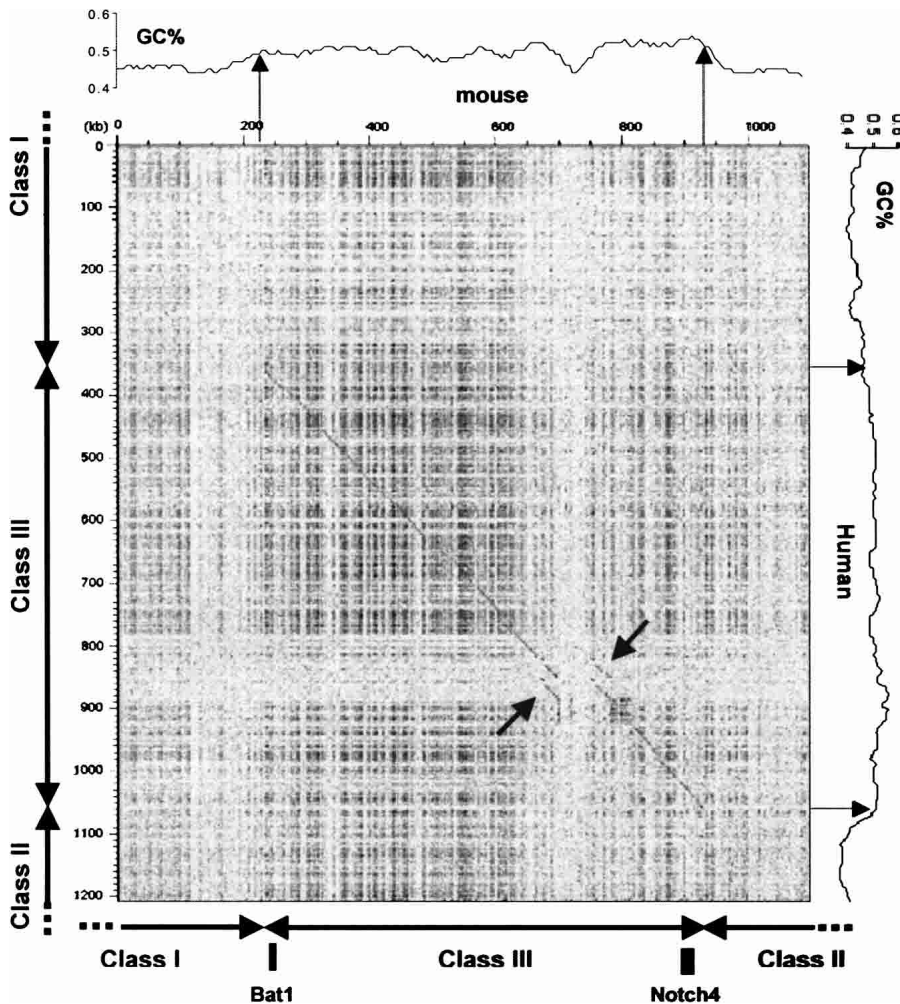 0.6
GC%
0.5
0.4
mouse
(kb) 0 200 400 600 800 1000
0
100
200
300
400
500
600
700
800
900
1000
1100
1200
Class I
Class III
Class II
0.4 0.5 0.6
GC%
Human
Class I Class III Class II
Bat1 Notch4